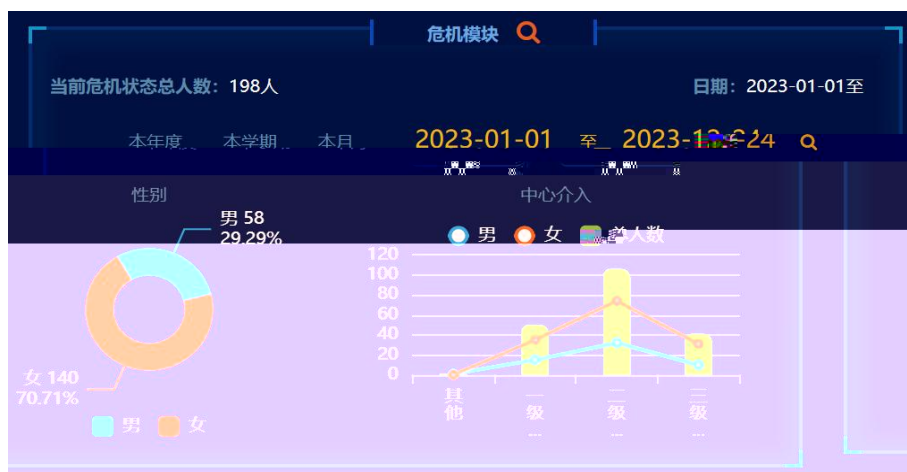 危机模块
当前危机状态总人数：198人
日期：2023-01-01至
本年度 本学期 本月 2023-01-01 至
性别
中心介入
男 58
29.29%
男 女 总人数
120
100
80
60
40
20
0
女 140
70.71%
男 女
其他 一级... 二级... 三级...